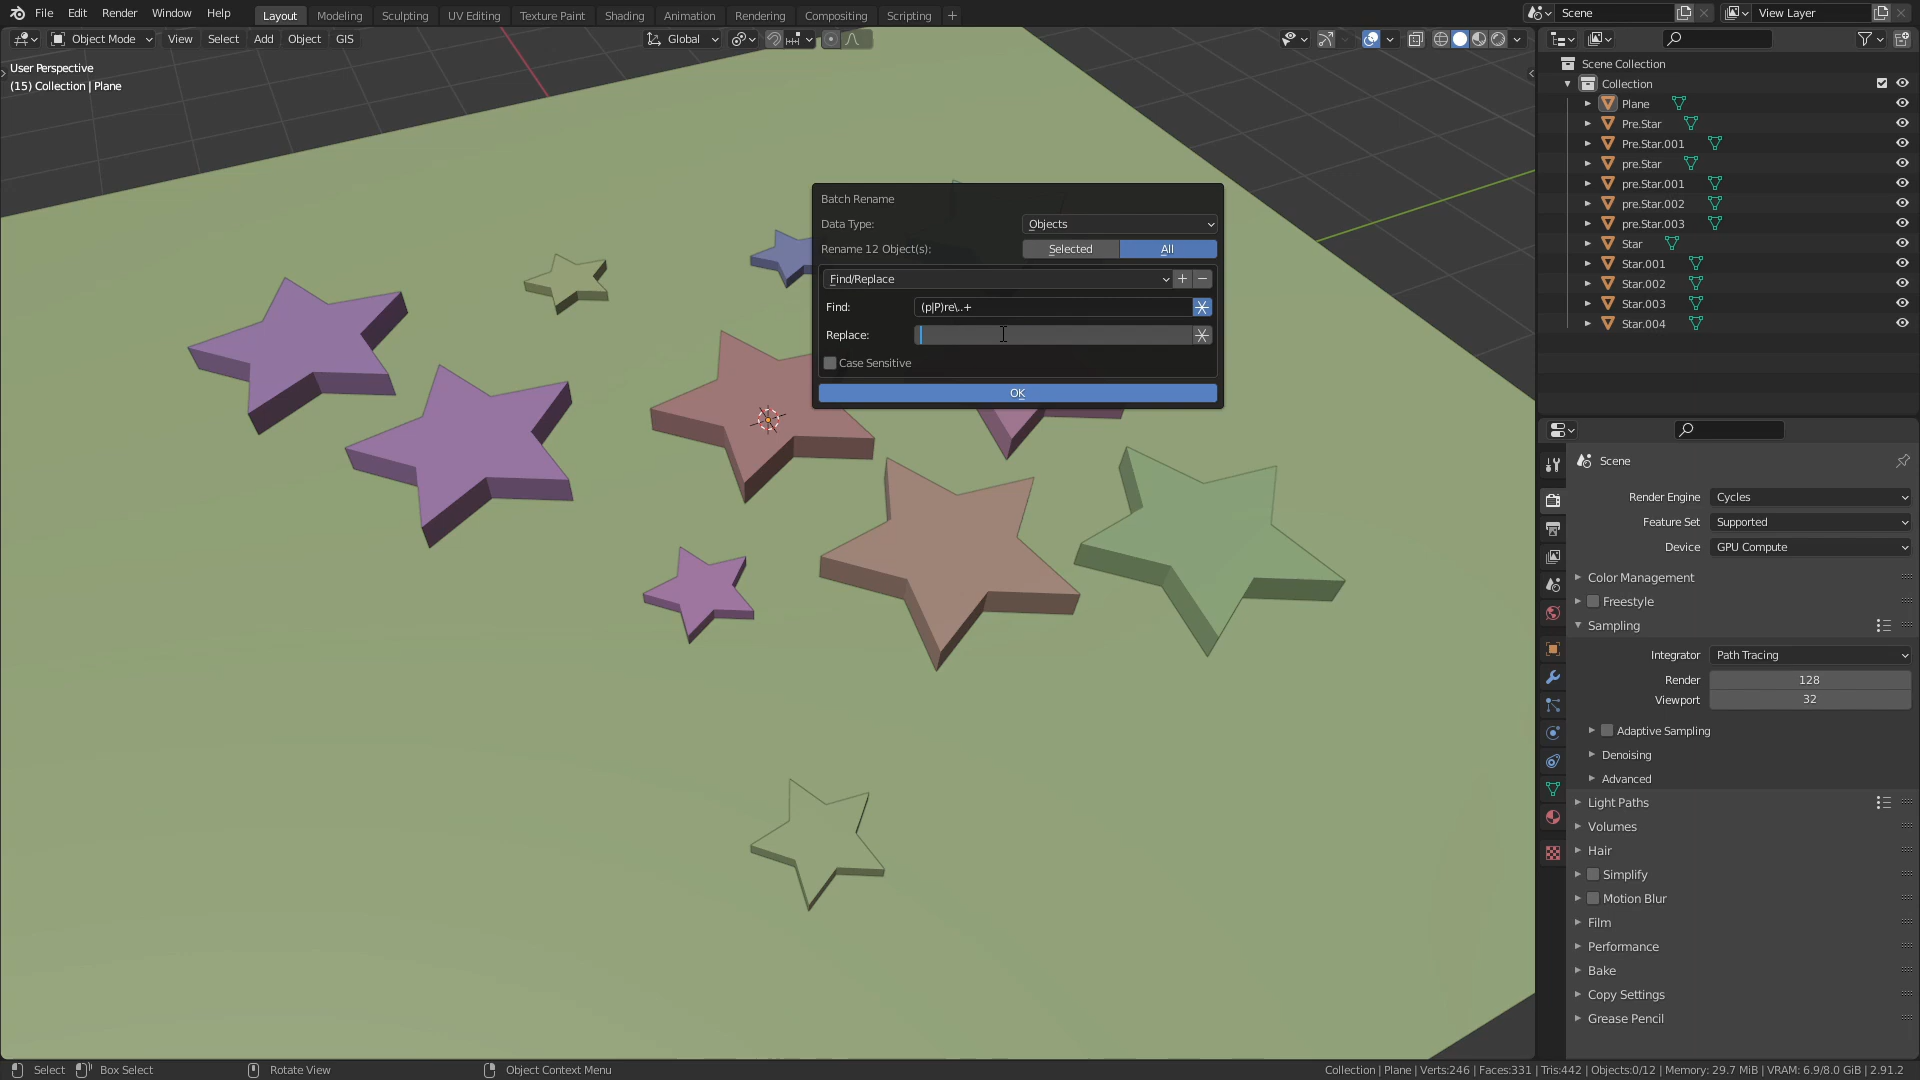 File Edit Render Window Help Layout Modeling Sculpting UV Editing Texture Paint Shading Animation Rendering Compositing Scripting + Scene View Layer
Object Mode View Select Add Object GIS Global
User Perspective
(15) Collection | Plane
Batch Rename
Data Type: Objects
Rename 12 Object(s): Selected All
Find/Replace + −
Find: (p|P)re\..+
Replace:
Case Sensitive
OK
Scene Collection
Collection
Plane
Pre.Star
Pre.Star.001
pre.Star
pre.Star.001
pre.Star.002
pre.Star.003
Star
Star.001
Star.002
Star.003
Star.004
Scene
Render Engine Cycles
Feature Set Supported
Device GPU Compute
Color Management
Freestyle
Sampling
Integrator Path Tracing
Render 128
Viewport 32
Adaptive Sampling
Denoising
Advanced
Light Paths
Volumes
Hair
Simplify
Motion Blur
Film
Performance
Bake
Copy Settings
Grease Pencil
Select Box Select Rotate View Object Context Menu Collection | Plane | Verts:246 | Faces:331 | Tris:442 | Objects:0/12 | Memory: 29.7 MiB | VRAM: 6.9/8.0 GiB | 2.91.2